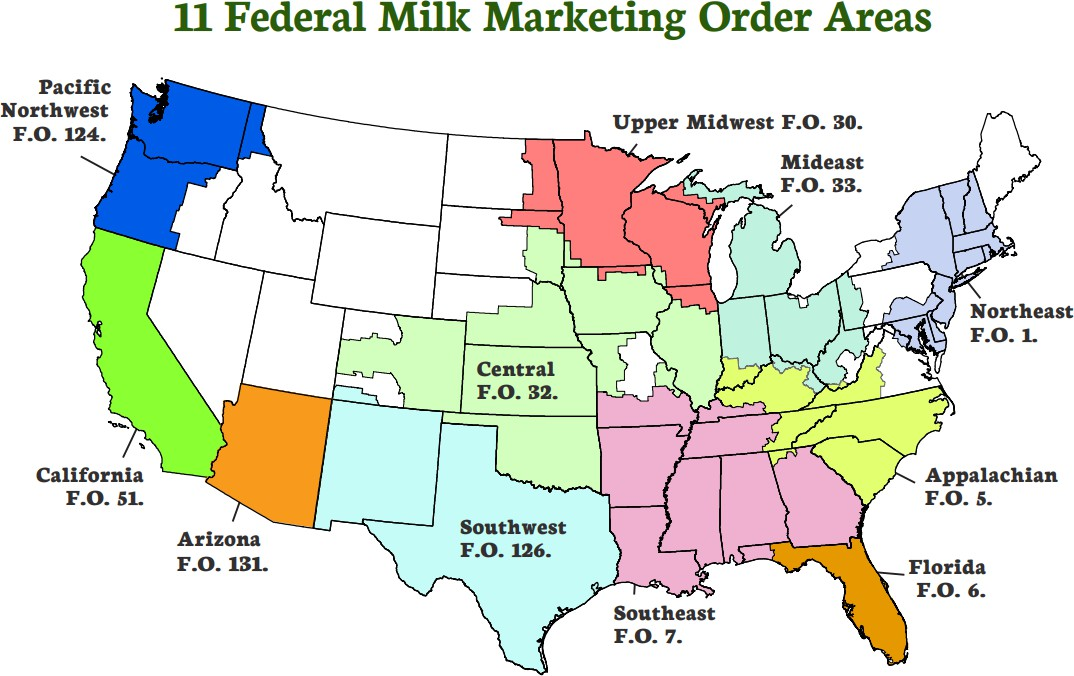 11 Federal Milk Marketing Order Areas
Pacific
Northwest
F.O. 124.
Upper Midwest F.O. 30.
Mideast
F.O. 33.
Northeast
F.O. 1.
Central
F.O. 32.
California
F.O. 51.
Appalachian
F.O. 5.
Arizona
F.O. 131.
Southwest
F.O. 126.
Florida
F.O. 6.
Southeast
F.O. 7.